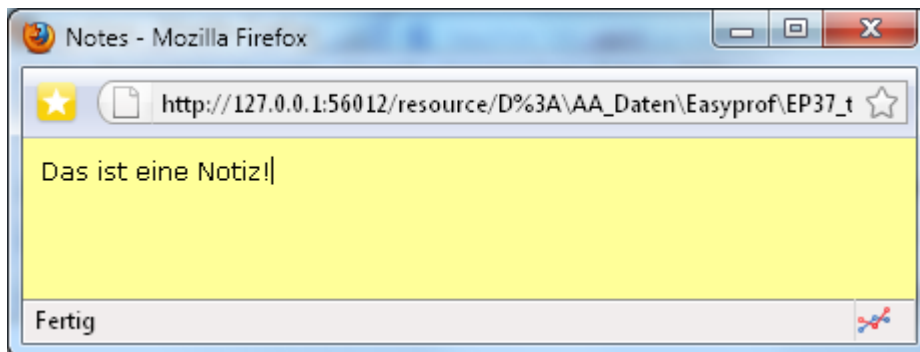 Notes - Mozilla Firefox
http://127.0.0.1:56012/resource/D%3A\AA_Daten\Easyprof\EP37_t
Das ist eine Notiz!
Fertig